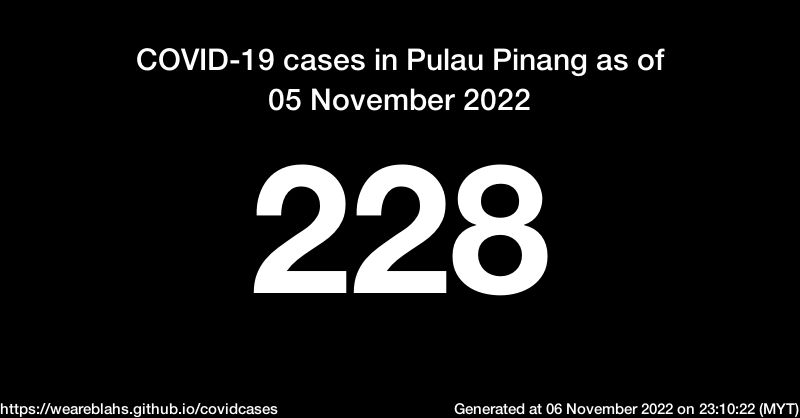 COVID-19 cases in Pulau Pinang as of
05 November 2022
228
https://weareblahs.github.io/covidcases
Generated at 06 November 2022 on 23:10:22 (MYT)